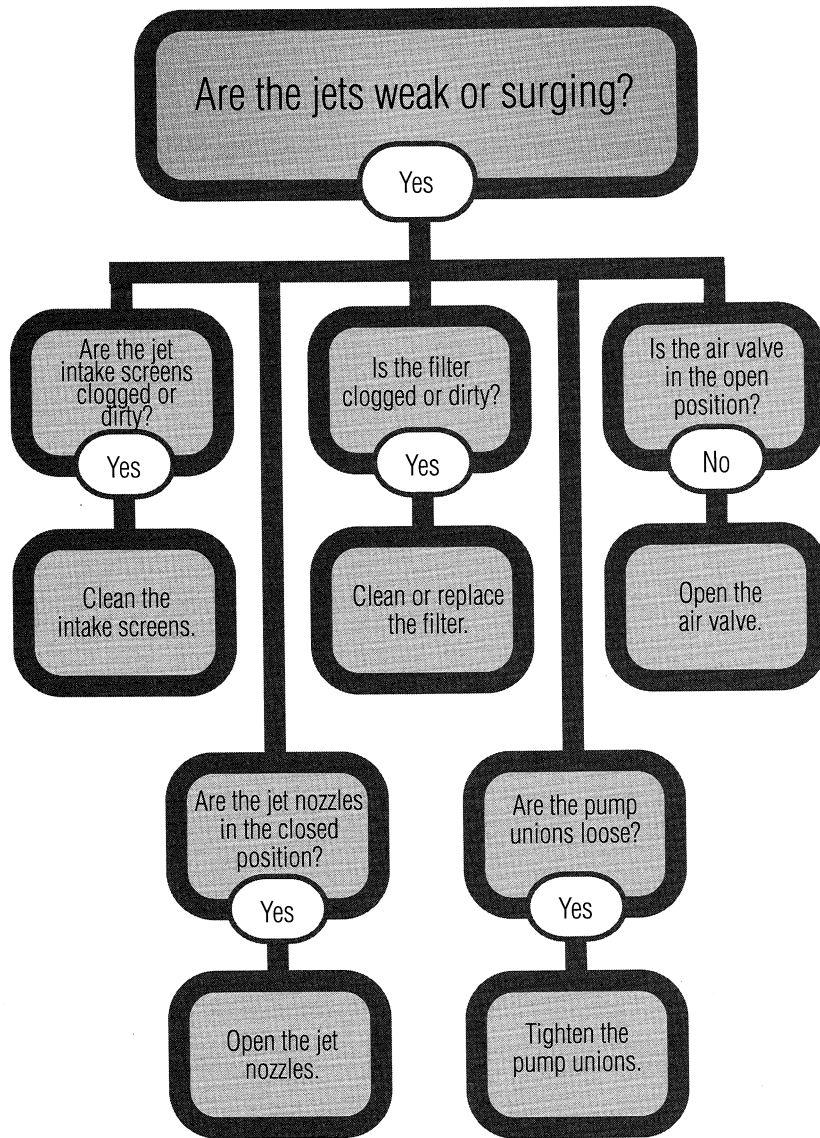 Are the jets weak or surging?
Yes
Are the jet
intake screens
clogged or
dirty?
Yes
Clean the
intake screens.
Is the filter
clogged or dirty?
Yes
Clean or replace
the filter.
Is the air valve
in the open
position?
No
Open the
air valve.
Are the jet nozzles
in the closed
position?
Yes
Open the jet
nozzles.
Are the pump
unions loose?
Yes
Tighten the
pump unions.